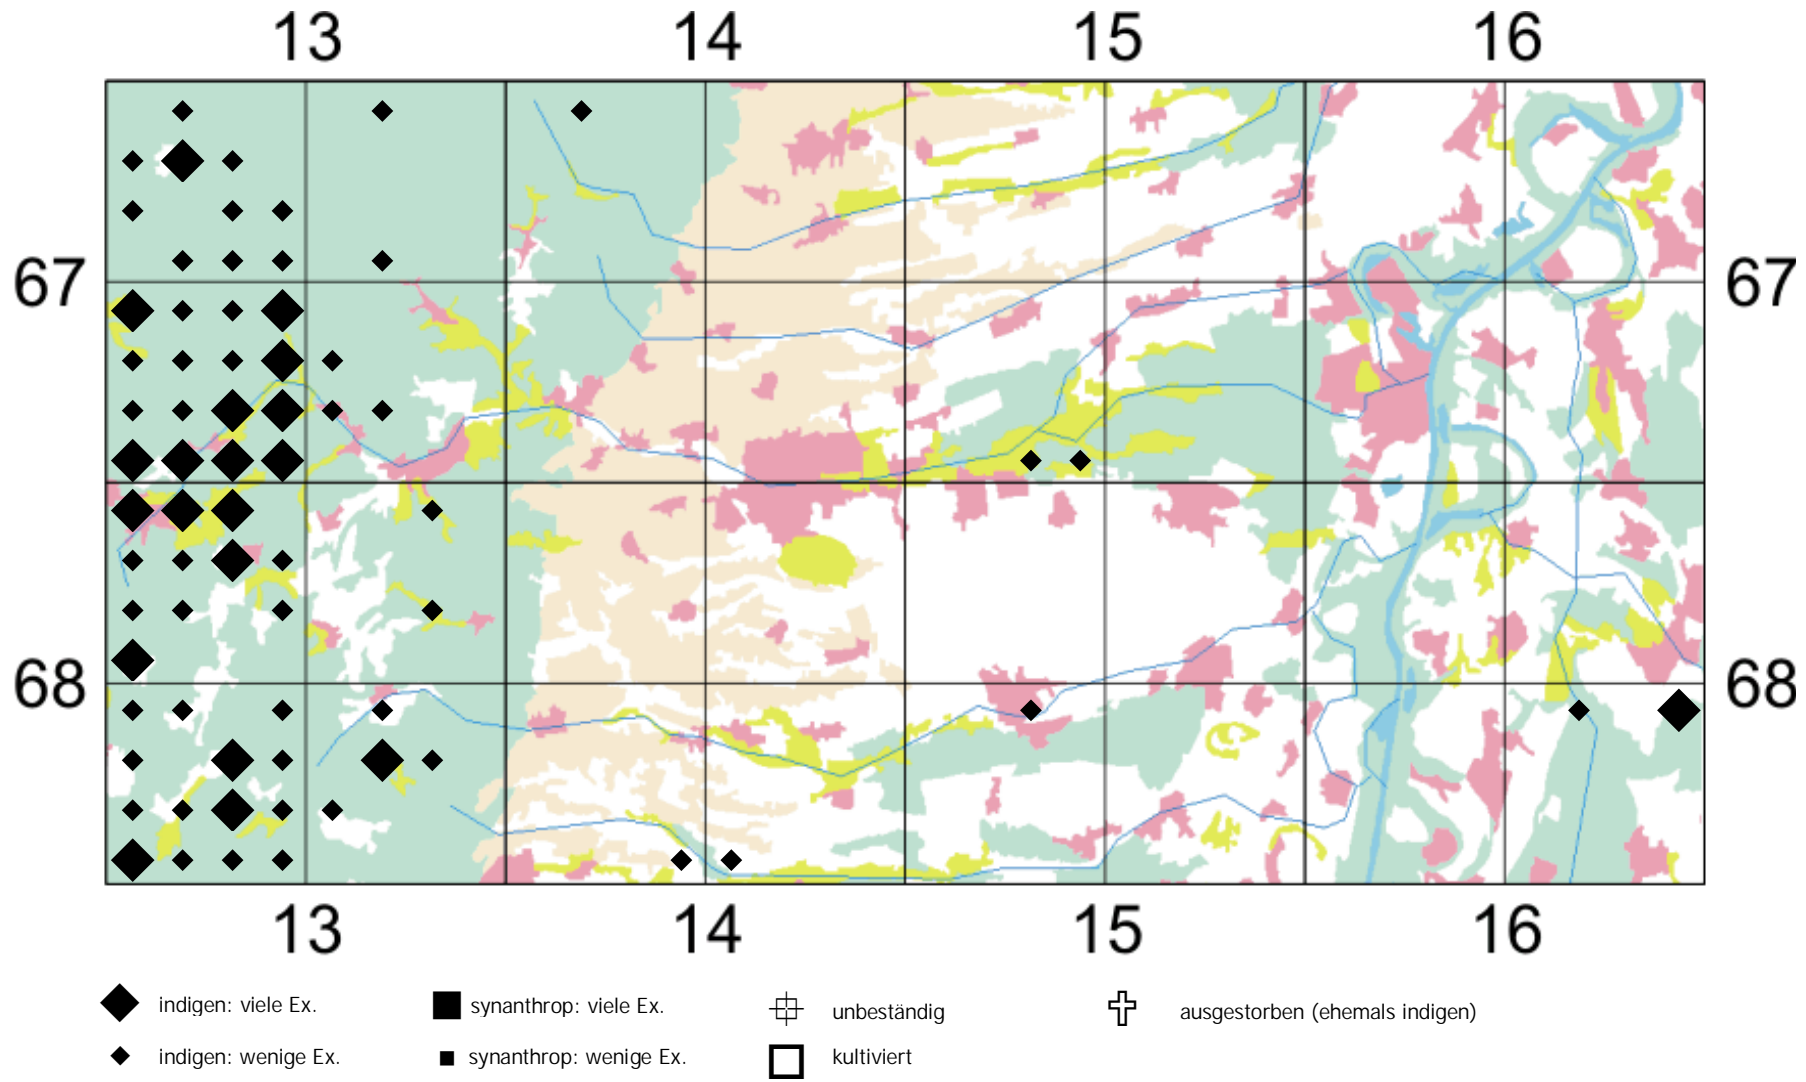 13 14 15 16
67 67
68 68
13 14 15 16
indigen: viele Ex. synanthrop: viele Ex. unbeständig ausgestorben (ehemals indigen)
indigen: wenige Ex. synanthrop: wenige Ex. kultiviert